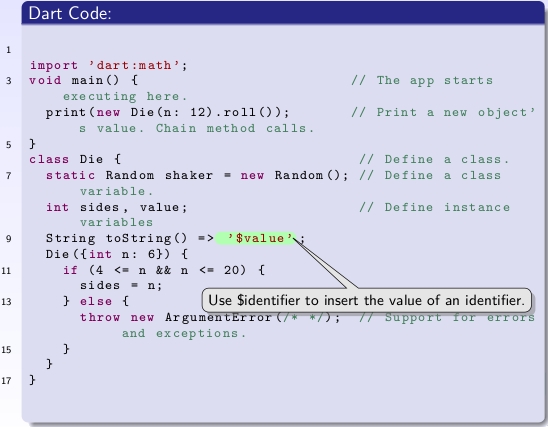 Dart Code:
1
import 'dart:math';
3 void main() { // The app starts
executing here.
print(new Die(n: 12).roll()); // Print a new object'
s value. Chain method calls.
5 }
class Die { // Define a class.
7 static Random shaker = new Random(); // Define a class
variable.
int sides, value; // Define instance
variables
9 String toString() => '$value';
Die({int n: 6}) {
11 if (4 <= n && n <= 20) {
sides = n;
Use $identifier to insert the value of an identifier.
13 } else {
throw new ArgumentError(/* */); // Support for errors
and exceptions.
15 }
}
17 }